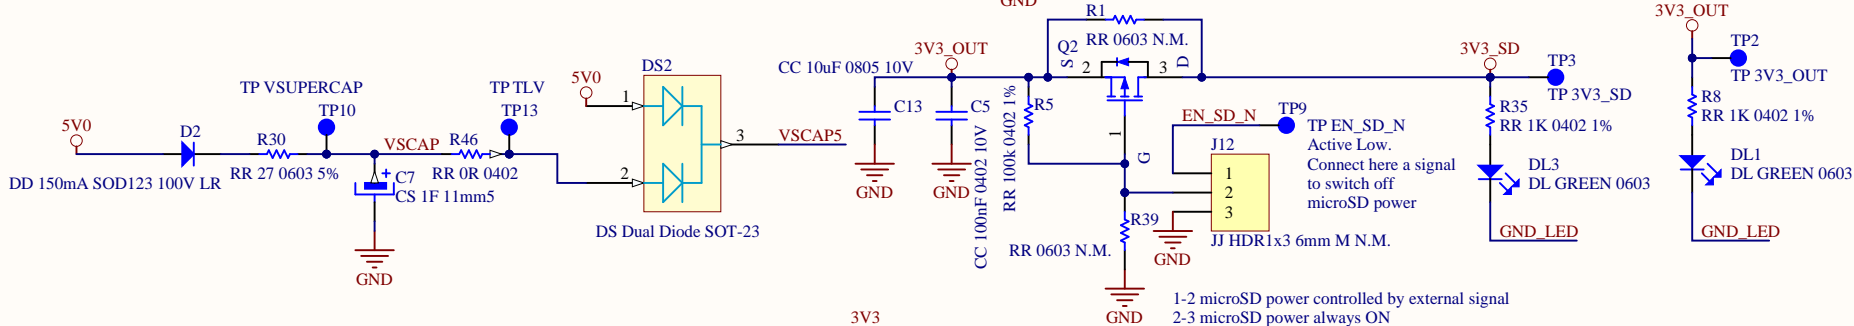 GND
5V0
D2
DD 150mA SOD123 100V LR
R30
RR 27 0603 5%
TP VSUPERCAP
TP10
VSCAP
C7
+
CS 1F 11mm5
GND
R46
RR 0R 0402
TP TLV
TP13
5V0
DS2
1
2
3
DS Dual Diode SOT-23
VSCAP5
CC 10uF 0805 10V
C13
GND
3V3_OUT
C5
CC 100nF 0402 10V
GND
R5
RR 100k 0402 1%
R1
RR 0603 N.M.
Q2
S
2
3
D
1
G
R39
RR 0603 N.M.
GND
EN_SD_N
TP9
TP EN_SD_N
Active Low.
Connect here a signal
to switch off
microSD power
J12
1
2
3
JJ HDR1x3 6mm M N.M.
GND
1-2 microSD power controlled by external signal
2-3 microSD power always ON
3V3_SD
TP3
TP 3V3_SD
R35
RR 1K 0402 1%
DL3
DL GREEN 0603
GND_LED
3V3_OUT
TP2
TP 3V3_OUT
R8
RR 1K 0402 1%
DL1
DL GREEN 0603
GND_LED
3V3